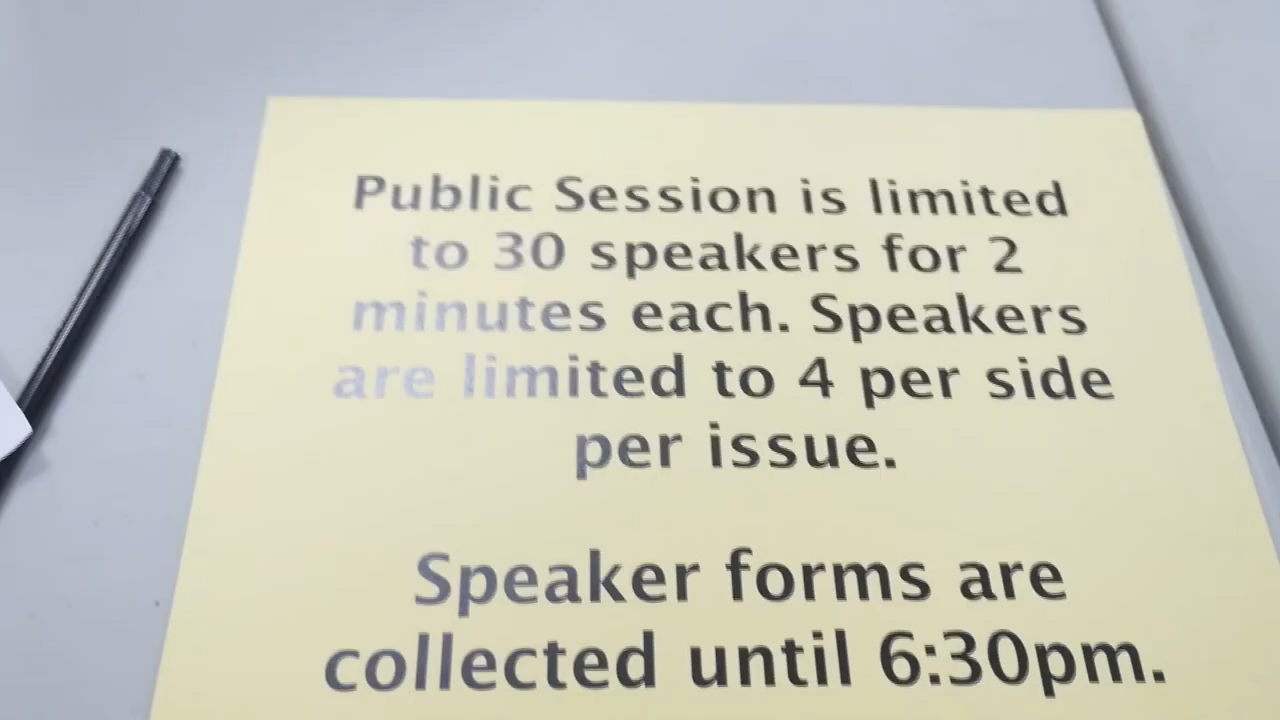 Public Session is limited
to 30 speakers for 2
minutes each. Speakers
are limited to 4 per side
per issue.
Speaker forms are
collected until 6:30pm.